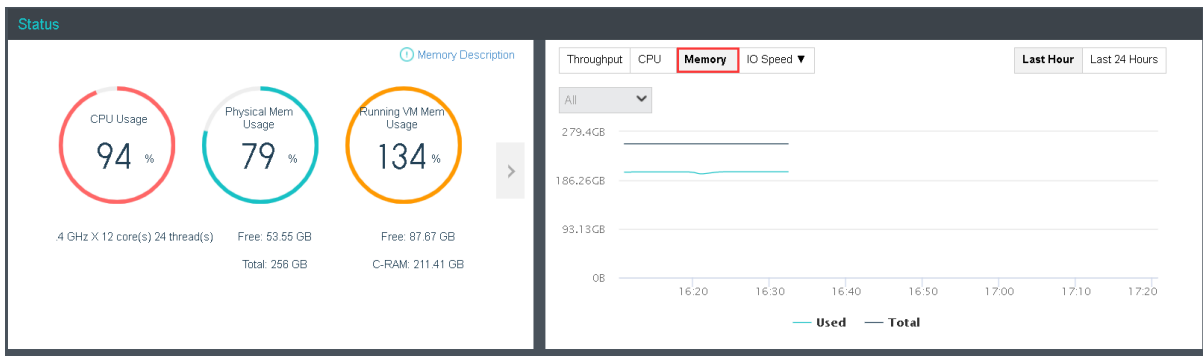 Status
Memory Description
CPU Usage
94 %
Physical Mem
Usage
79 %
Running VM Mem
Usage
134 %
.4 GHz X 12 core(s) 24 thread(s)
Free: 53.55 GB
Free: 87.67 GB
Total: 256 GB
C-RAM: 211.41 GB
>
Throughput CPU Memory IO Speed ▼
Last Hour Last 24 Hours
All
279.4GB
186.26GB
93.13GB
0B
16:20 16:30 16:40 16:50 17:00 17:10 17:20
Used Total